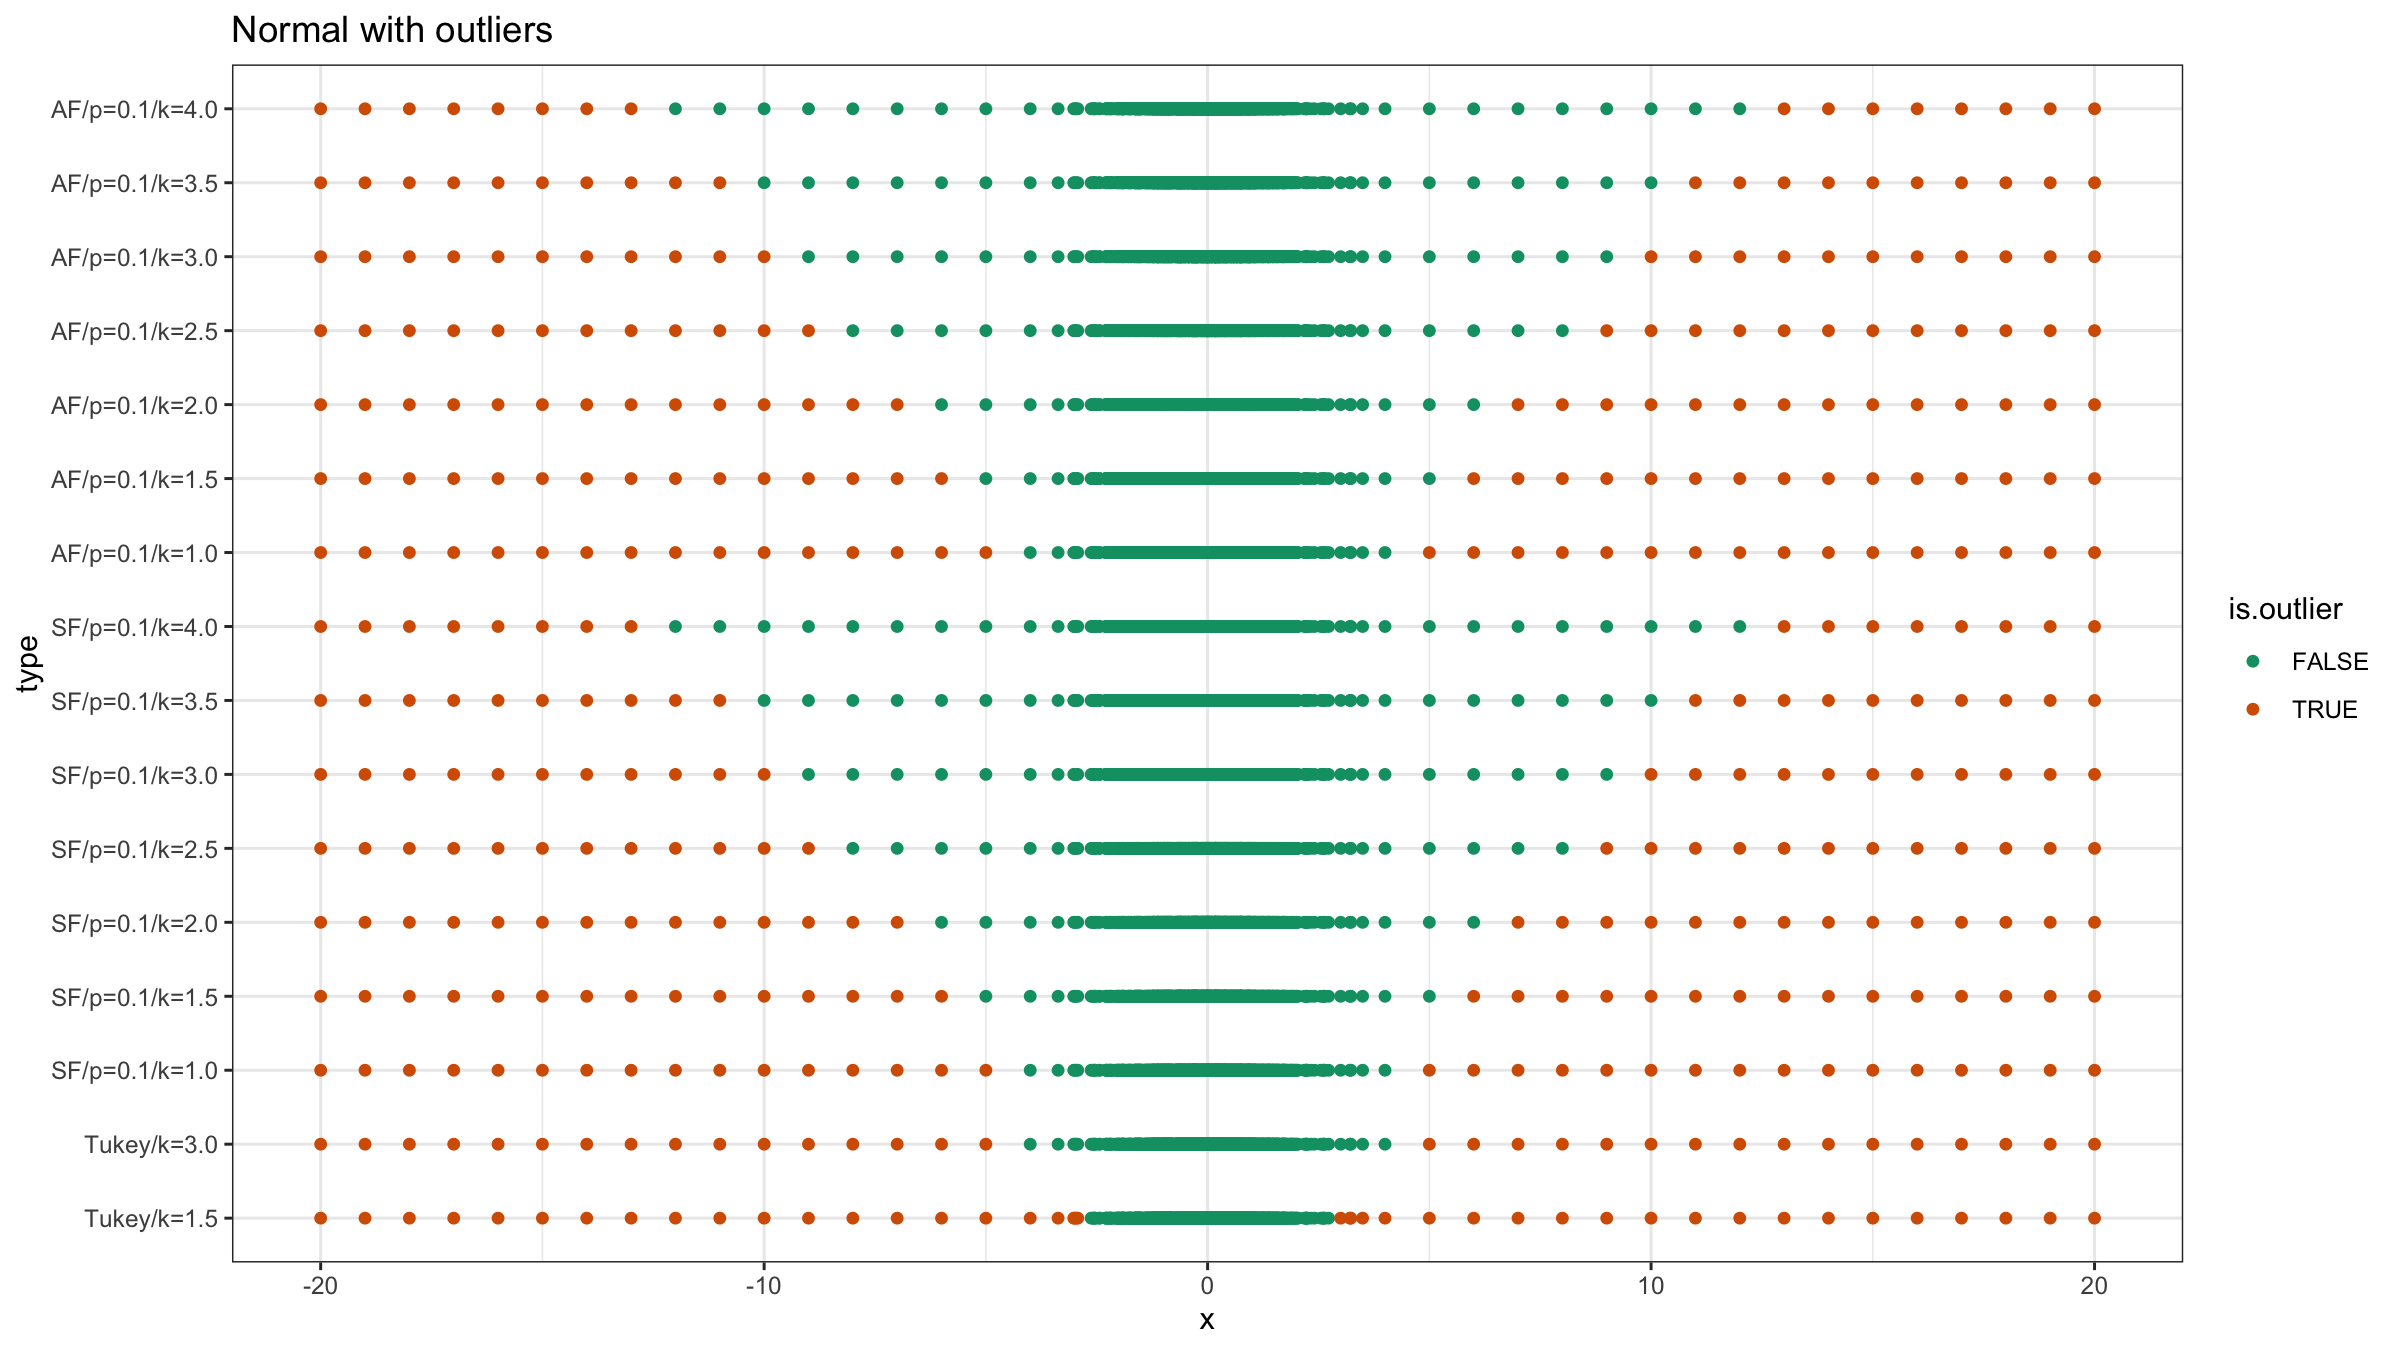 Normal with outliers
type
AF/p=0.1/k=4.0
AF/p=0.1/k=3.5
AF/p=0.1/k=3.0
AF/p=0.1/k=2.5
AF/p=0.1/k=2.0
AF/p=0.1/k=1.5
AF/p=0.1/k=1.0
SF/p=0.1/k=4.0
SF/p=0.1/k=3.5
SF/p=0.1/k=3.0
SF/p=0.1/k=2.5
SF/p=0.1/k=2.0
SF/p=0.1/k=1.5
SF/p=0.1/k=1.0
Tukey/k=3.0
Tukey/k=1.5
-20 -10 0 10 20
x
is.outlier
FALSE
TRUE